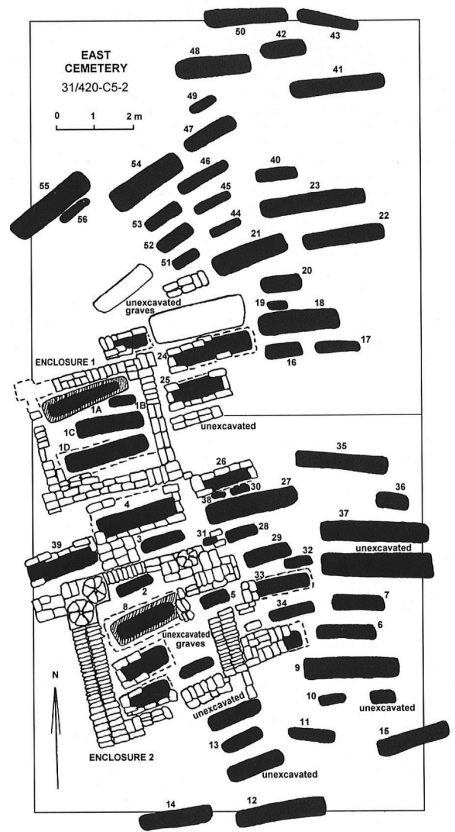 50
43
EAST
CEMETERY
31/420-C5-2
0 1 2 m
48
42
41
49
47
54
46
40
55
56
45
23
53
44
22
52
21
51
20
unexcavated
graves
19
18
24
16
17
ENCLOSURE 1
25
1A
1B
1C
unexcavated
1D
35
26
27
36
4
38
30
37
39
31
28
unexcavated
3
29
32
33
2
5
7
8
34
unexcavated
graves
6
9
10
unexcavated
unexcavated
N
11
15
13
ENCLOSURE 2
unexcavated
14
12